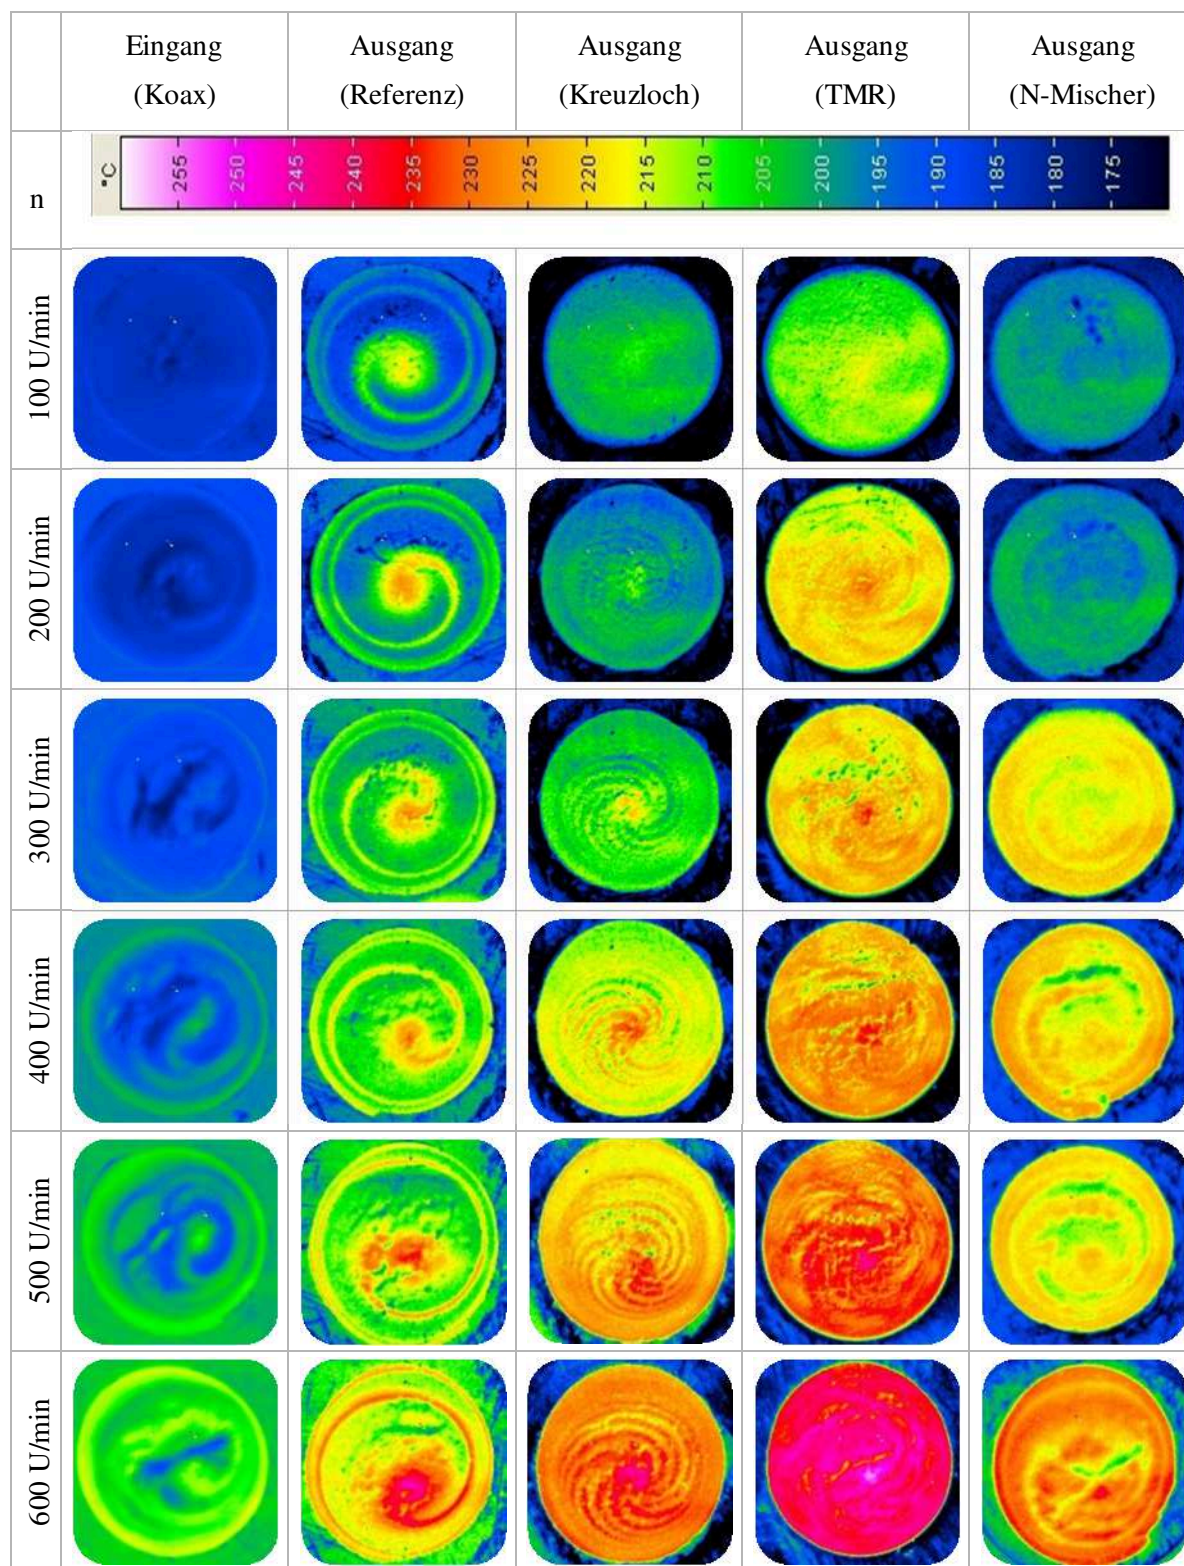 Eingang
(Koax)
Ausgang
(Referenz)
Ausgang
(Kreuzloch)
Ausgang
(TMR)
Ausgang
(N-Mischer)
n
°C
255
250
245
240
235
230
225
220
215
210
205
200
195
190
185
180
175
100 U/min
200 U/min
300 U/min
400 U/min
500 U/min
600 U/min